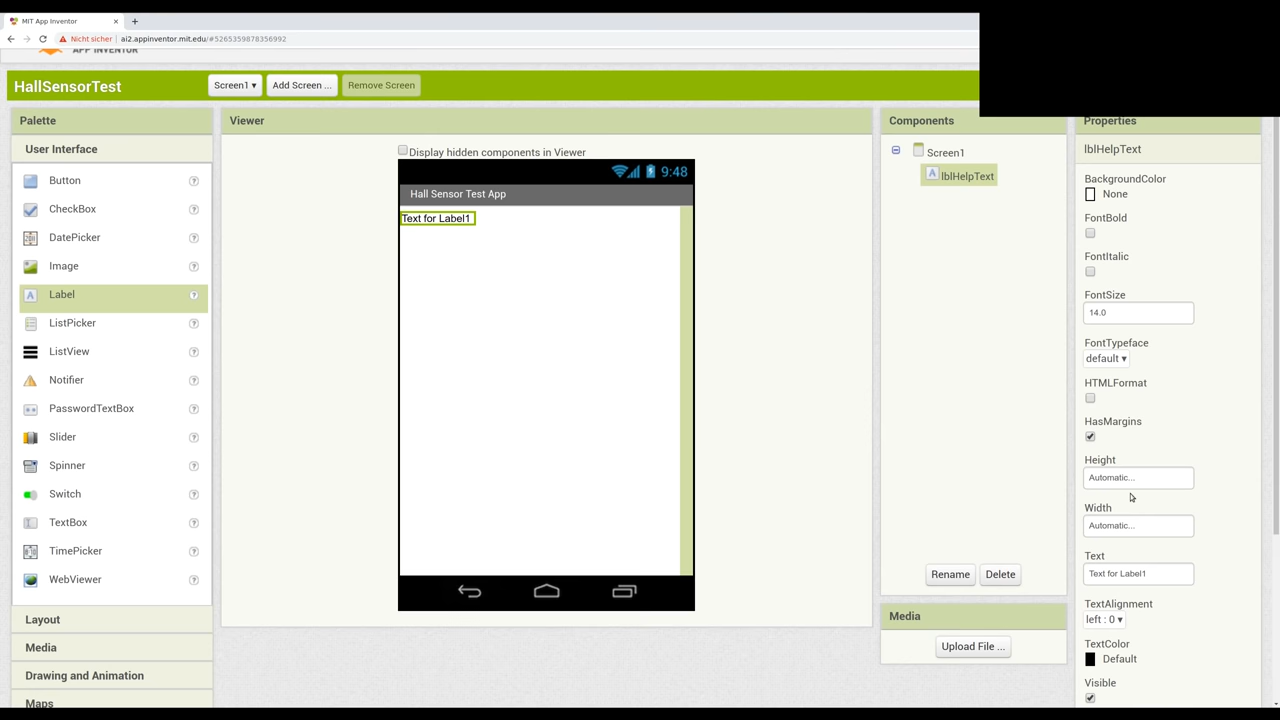 MIT App Inventor
Nicht sicher
ai2.appinventor.mit.edu/#5265359878356992
APP INVENTOR
HallSensorTest
Screen1 ▾
Add Screen ...
Remove Screen
Palette
User Interface
Button
CheckBox
DatePicker
Image
Label
ListPicker
ListView
Notifier
PasswordTextBox
Slider
Spinner
Switch
TextBox
TimePicker
WebViewer
Layout
Media
Drawing and Animation
Maps
Viewer
Display hidden components in Viewer
9:48
Hall Sensor Test App
Text for Label1
Components
Screen1
lblHelpText
Rename
Delete
Media
Upload File ...
Properties
lblHelpText
BackgroundColor
None
FontBold
FontItalic
FontSize
14.0
FontTypeface
default ▾
HTMLFormat
HasMargins
Height
Automatic...
Width
Automatic...
Text
Text for Label1
TextAlignment
left : 0 ▾
TextColor
Default
Visible